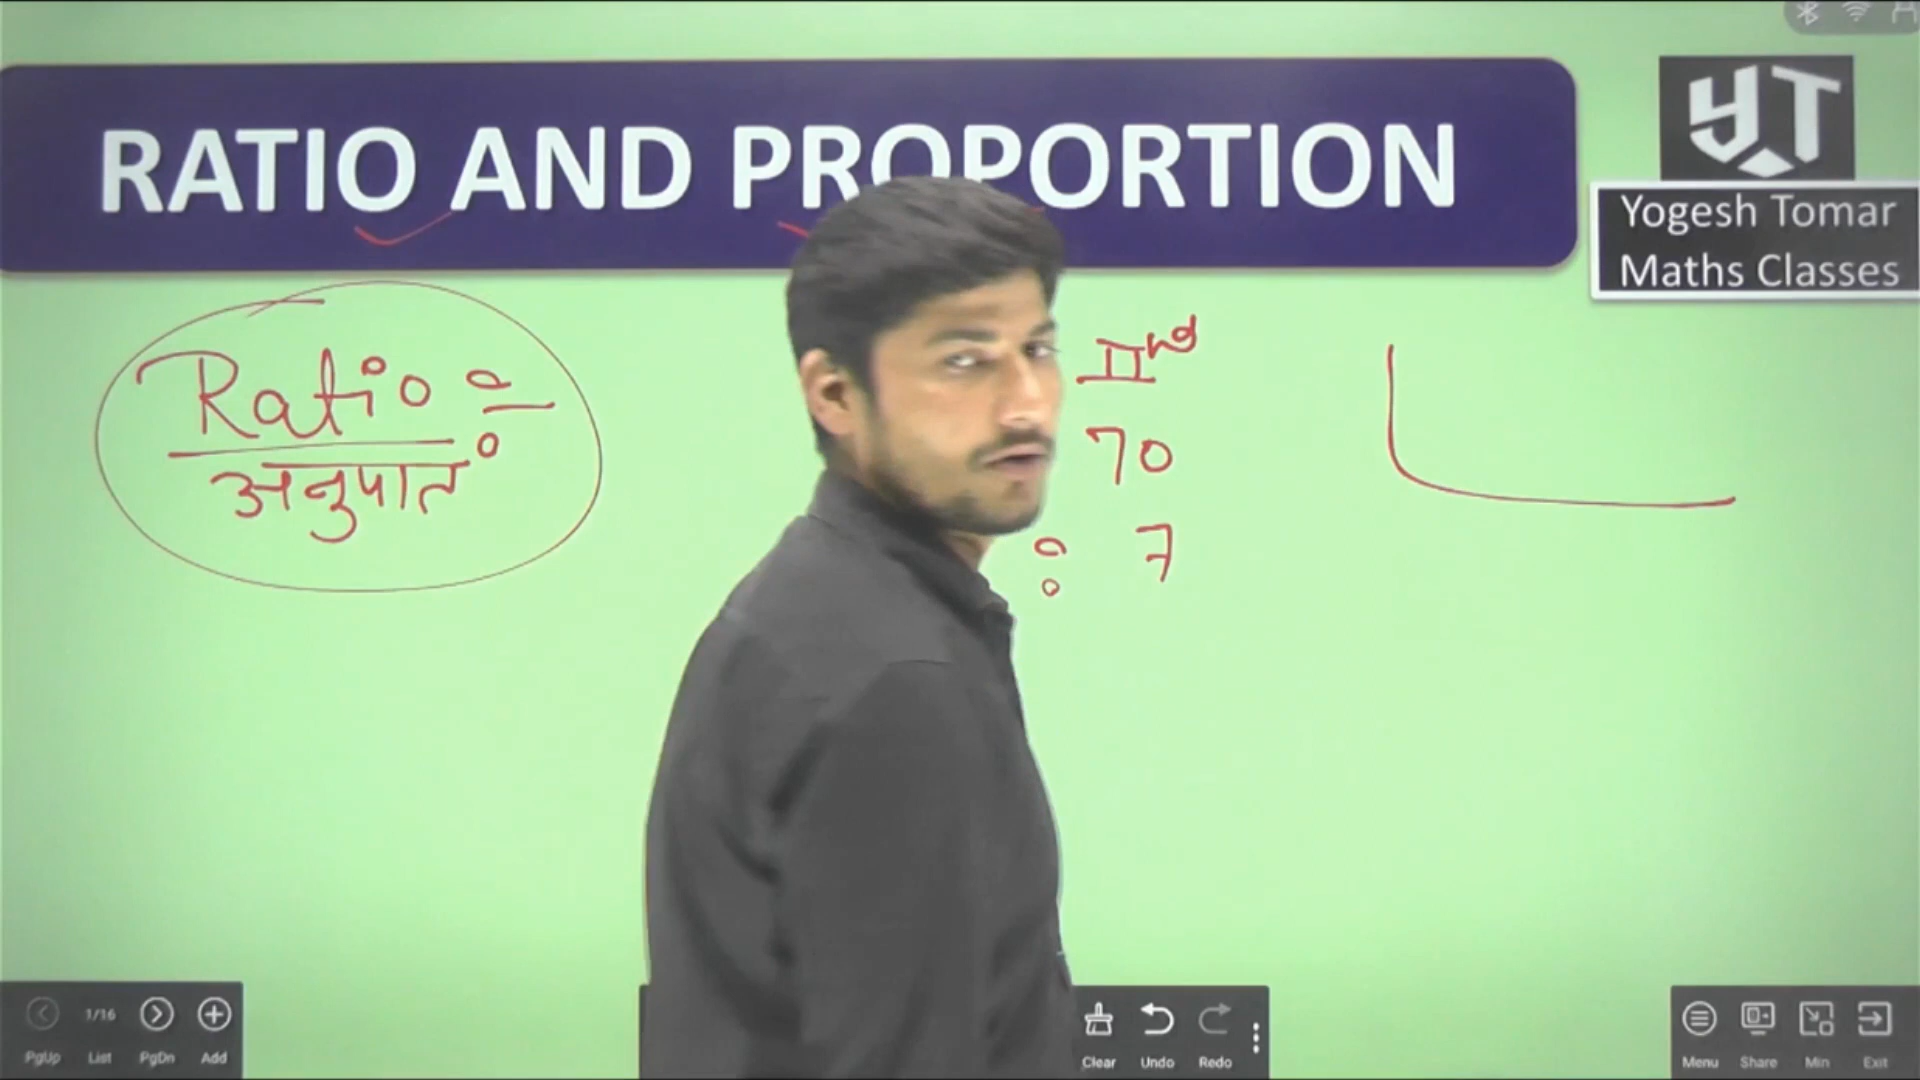 RATIO AND PROPORTION
YT
Yogesh Tomar
Maths Classes
Ratio :
अनुपात
IInd
70
: 7
1/16
PgUp List PgDn Add
Clear Undo Redo
Menu Share Min Exit